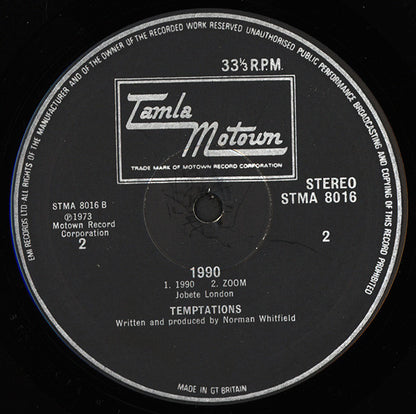 EMI RECORDS LTD ALL RIGHTS OF THE MANUFACTURER AND OF THE OWNER OF THE RECORDED WORK RESERVED UNAUTHORISED PUBLIC PERFORMANCE BROADCASTING AND COPYING OF THIS RECORD PROHIBITED
33⅓ R.P.M.
Tamla
Motown
TRADE MARK OF MOTOWN RECORD CORPORATION
STEREO
STMA 8016
STMA 8016 B
℗1973
Motown Record
Corporation
2
2
1990
1. 1990 2. ZOOM
Jobete London
TEMPTATIONS
Written and produced by Norman Whitfield
MADE IN GT BRITAIN